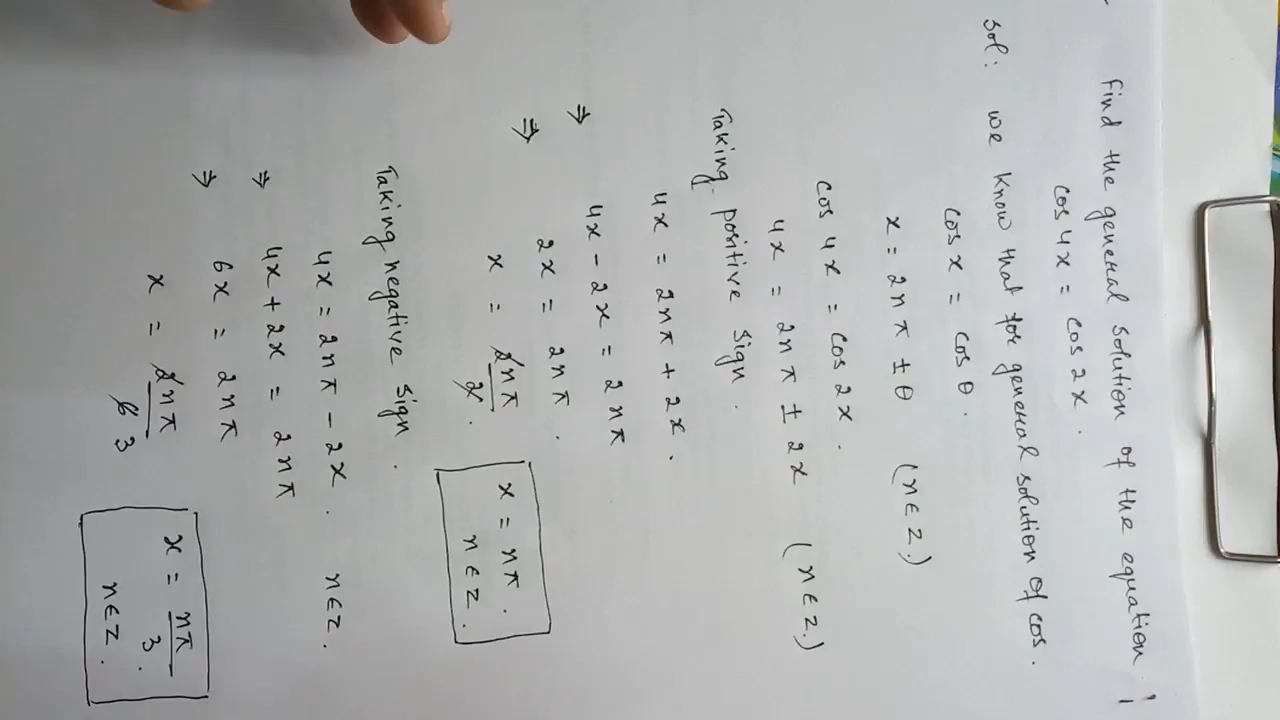 Find the general solution of the equation ;
cos 4x = cos 2x .
Sol : we know that for general solution of cos .
cos x = cos θ .
x = 2nπ ± θ (n ∈ Z.)
cos 4x = cos 2x .
4x = 2nπ ± 2x (n ∈ Z.)
Taking positive sign .
4x = 2nπ + 2x .
⇒ 4x - 2x = 2nπ
⇒ 2x = 2nπ .
x = 2nπ / 2 .
x = nπ .
n ∈ Z .
Taking negative sign .
4x = 2nπ - 2x . n ∈ Z .
⇒ 4x + 2x = 2nπ
⇒ 6x = 2nπ
x = 2nπ / 6 3
x = nπ / 3 .
n ∈ Z .